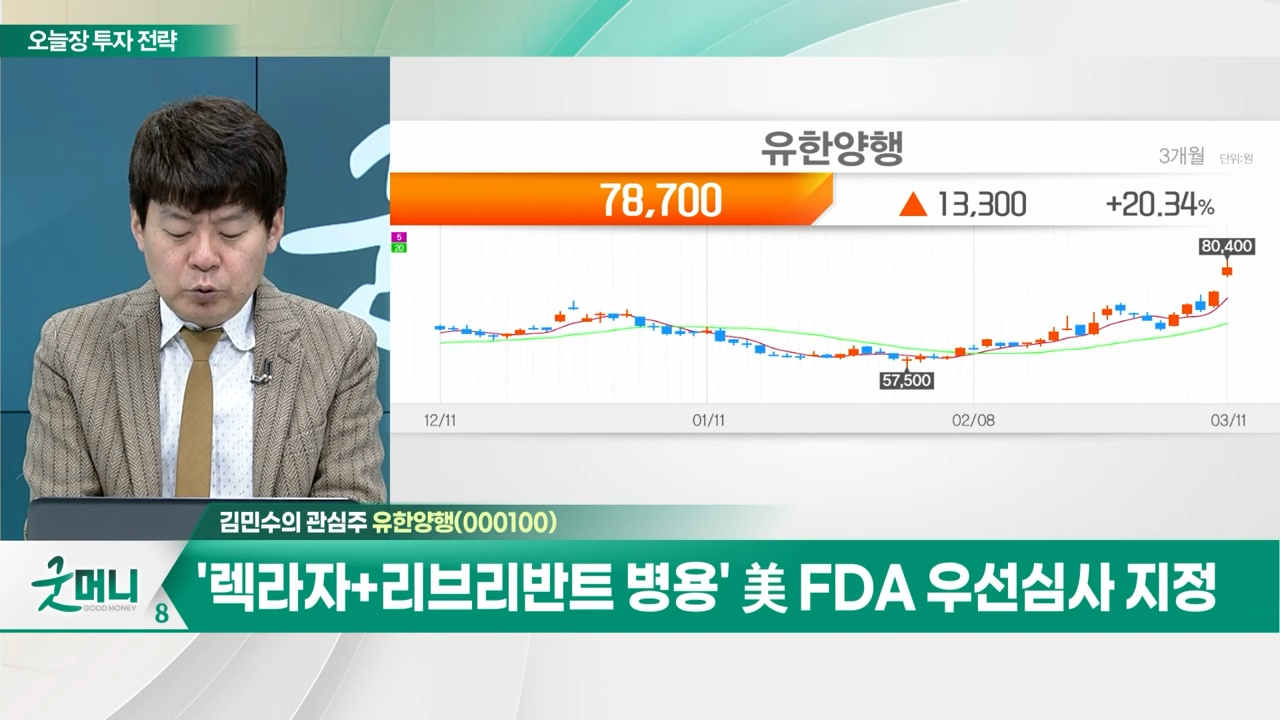 오늘장 투자 전략
유한양행
3개월 단위:원
78,700 ▲ 13,300 +20.34%
5
20
80,400
57,500
12/11 01/11 02/08 03/11
김민수의 관심주 유한양행(000100)
굿머니
GOOD MONEY
8
'렉라자+리브리반트 병용' 美 FDA 우선심사 지정